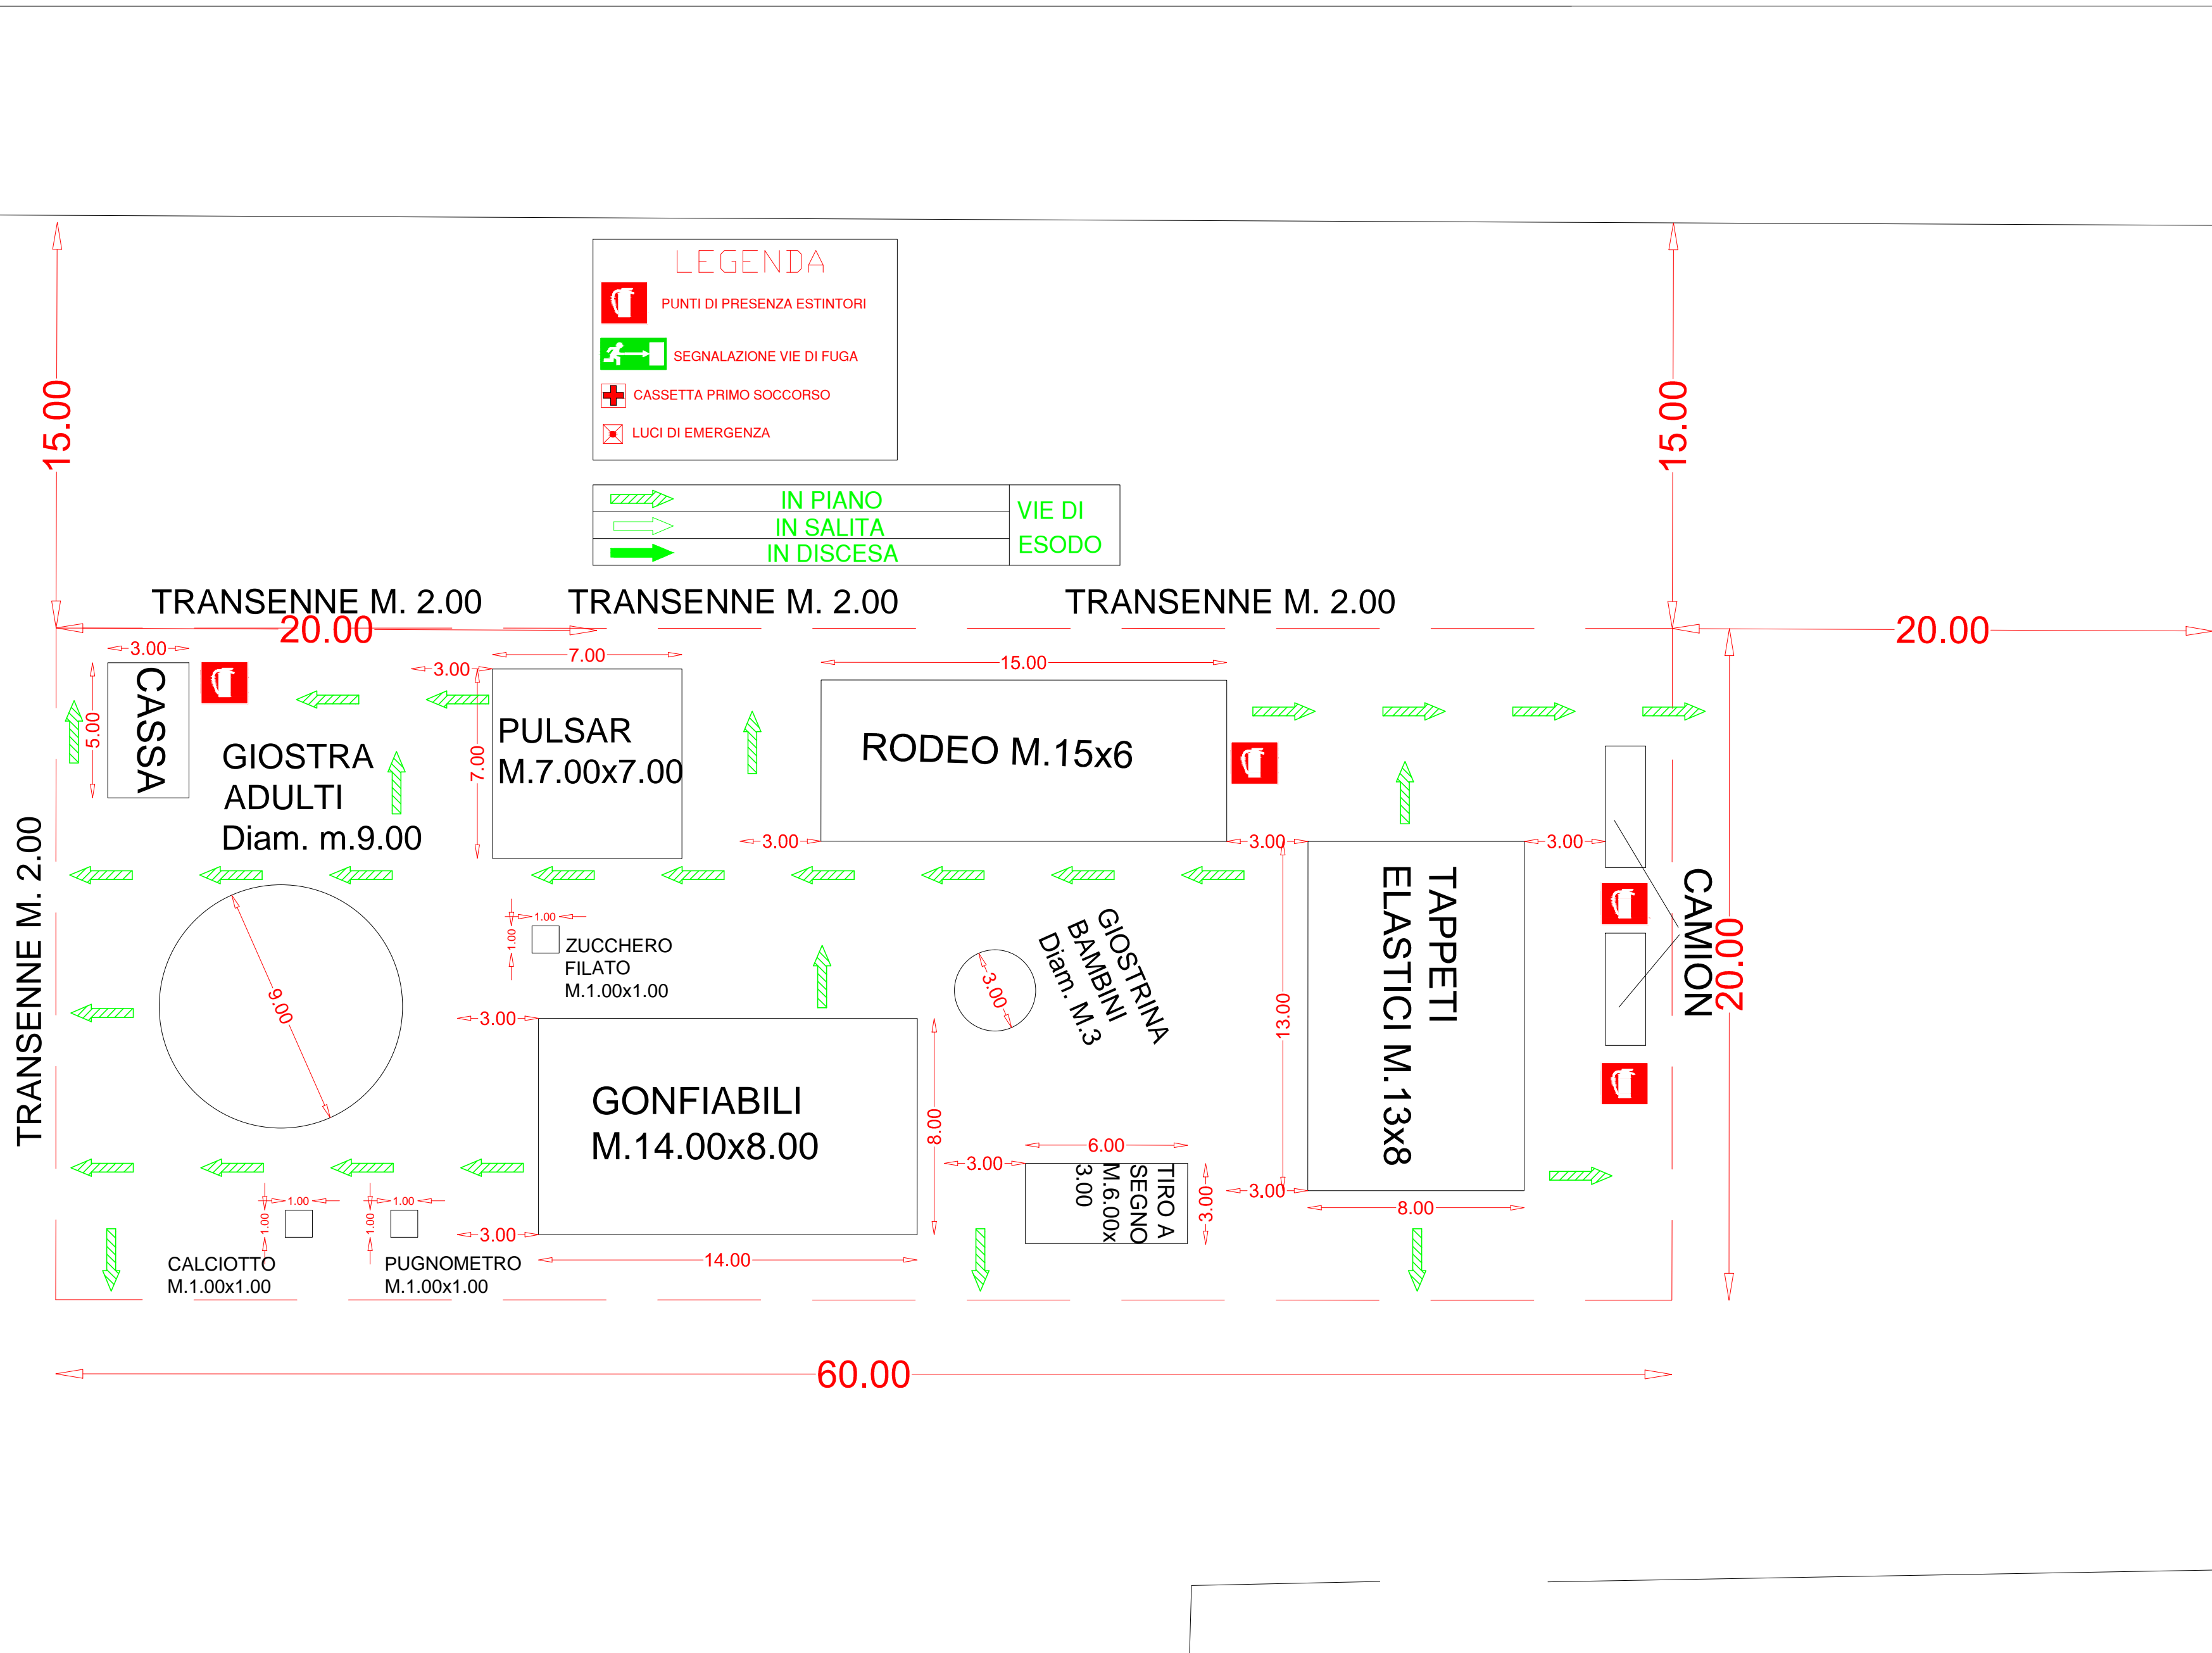 LEGENDA
PUNTI DI PRESENZA ESTINTORI
SEGNALAZIONE VIE DI FUGA
CASSETTA PRIMO SOCCORSO
LUCI DI EMERGENZA
15.00
15.00
IN PIANO
IN SALITA
IN DISCESA
VIE DI
ESODO
TRANSENNE M. 2.00
TRANSENNE M. 2.00
TRANSENNE M. 2.00
20.00
20.00
3.00
5.00
CASSA
3.00
7.00
7.00
PULSAR
M.7.00x7.00
15.00
RODEO M.15x6
GIOSTRA
ADULTI
Diam. m.9.00
3.00
3.00
3.00
TRANSENNE M. 2.00
9.00
1.00
1.00
ZUCCHERO
FILATO
M.1.00x1.00
3.00
GIOSTRINA
BAMBINI
Diam. M.3
13.00
TAPPETI
ELASTICI M.13x8
CAMION
20.00
3.00
GONFIABILI
M.14.00x8.00
8.00
3.00
14.00
6.00
3.00
TIRO A
SEGNO
M.6.00x
3.00
3.00
3.00
8.00
1.00
1.00
CALCIOTTO
M.1.00x1.00
1.00
1.00
PUGNOMETRO
M.1.00x1.00
60.00